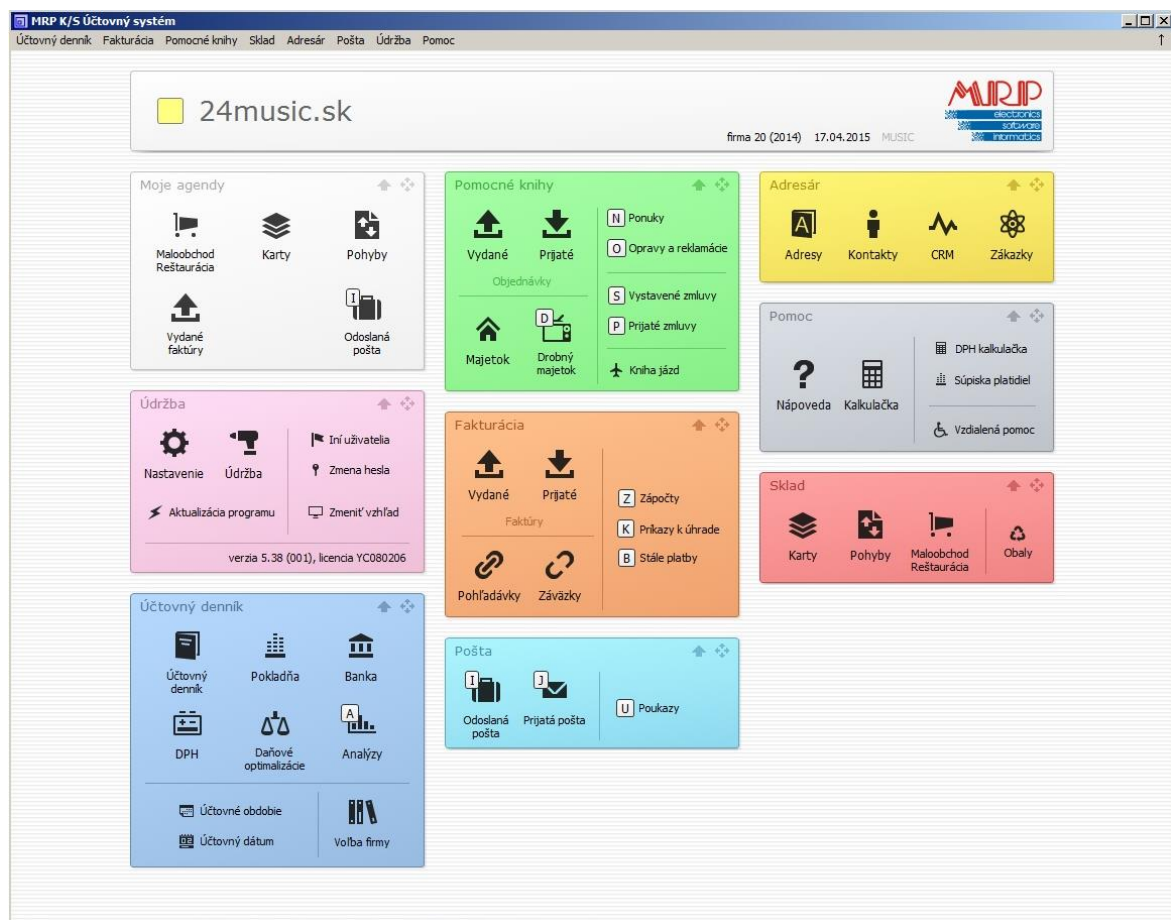 MRP K/S Účtovný systém
Účtovný denník Fakturácia Pomocné knihy Sklad Adresár Pošta Údržba Pomoc
24music.sk
MRP
electronics
software
informatics
firma 20 (2014) 17.04.2015 MUSIC
Moje agendy
Maloobchod
Reštaurácia
Karty
Pohyby
Vydané
faktúry
I
Odoslaná
pošta
Údržba
Nastavenie
Údržba
Iní uživatelia
Zmena hesla
Aktualizácia programu
Zmeniť vzhľad
verzia 5.38 (001), licencia YC080206
Účtovný denník
Účtovný
denník
Pokladňa
Banka
DPH
Daňové
optimalizácie
A
Analýzy
Účtovné obdobie
Účtovný dátum
Voľba firmy
Pomocné knihy
Vydané
Prijaté
Objednávky
Majetok
D
Drobný
majetok
N Ponuky
O Opravy a reklamácie
S Vystavené zmluvy
P Prijaté zmluvy
Kniha jázd
Fakturácia
Vydané
Prijaté
Faktúry
Pohľadávky
Záväzky
Z Zápočty
K Príkazy k úhrade
B Stále platby
Pošta
I
Odoslaná
pošta
J
Prijatá pošta
U Poukazy
Adresár
Adresy
Kontakty
CRM
Zákazky
Pomoc
Nápoveda
Kalkulačka
DPH kalkulačka
Súpiska platidiel
Vzdialená pomoc
Sklad
Karty
Pohyby
Maloobchod
Reštaurácia
Obaly